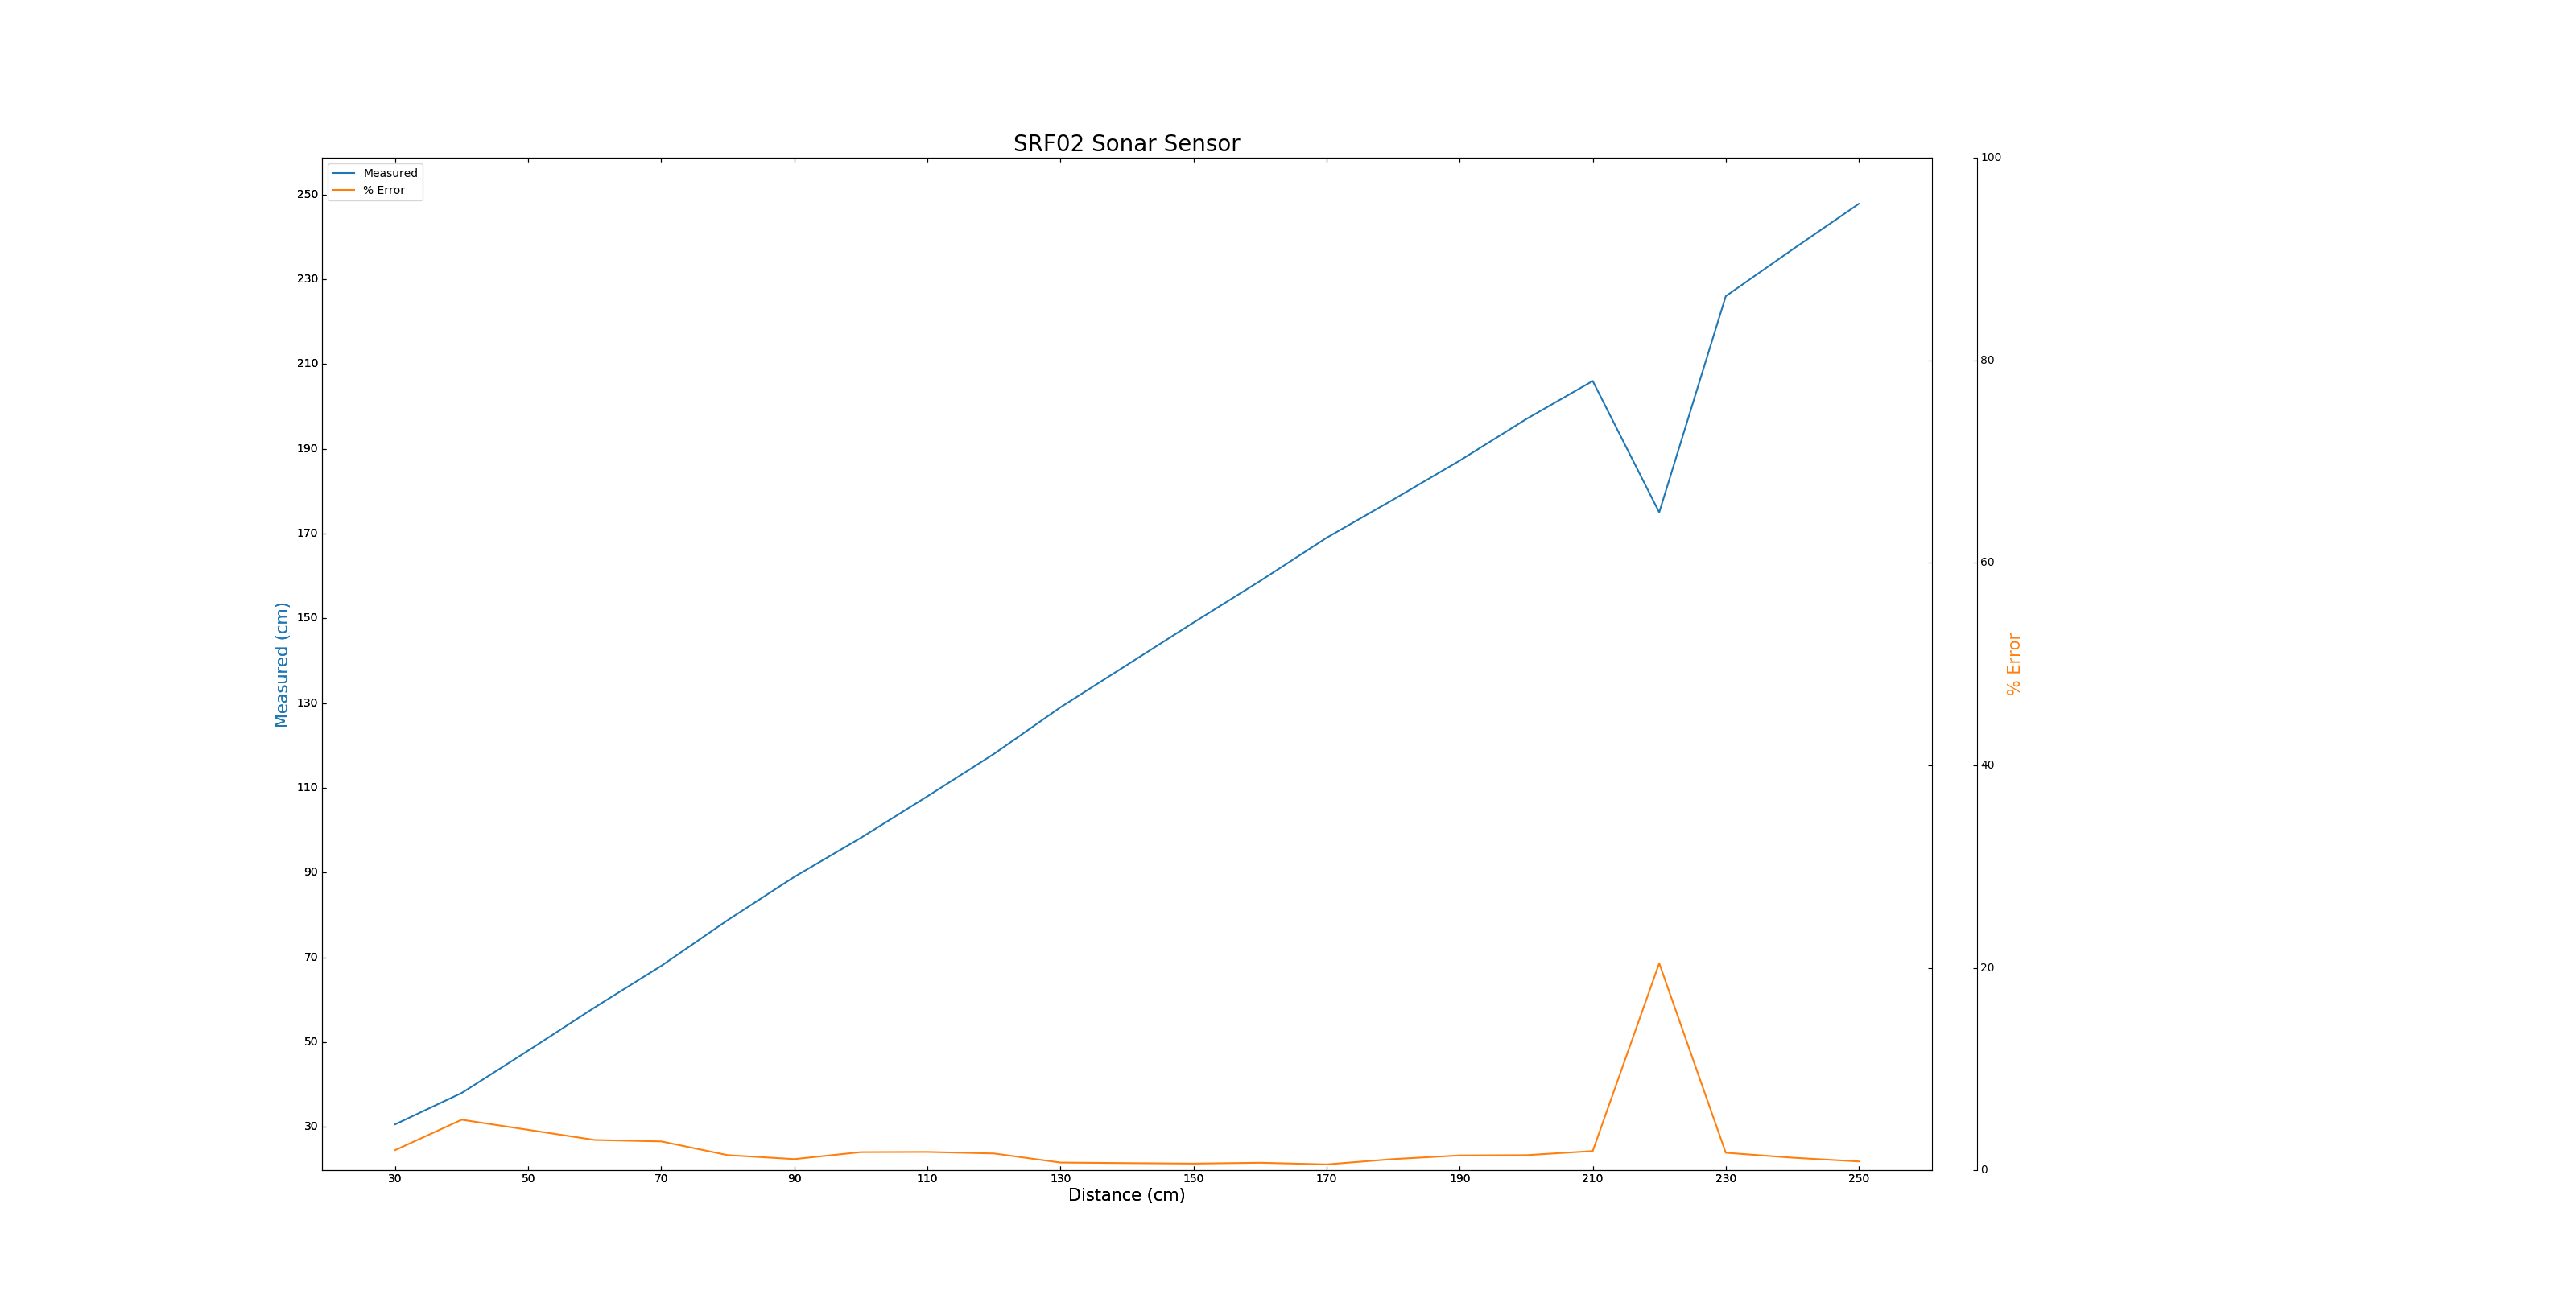 SRF02 Sonar Sensor
Measured
% Error
250
230
210
190
170
150
130
110
90
70
50
30
Measured (cm)
30 50 70 90 110 130 150 170 190 210 230 250
Distance (cm)
100
80
60
40
20
0
% Error